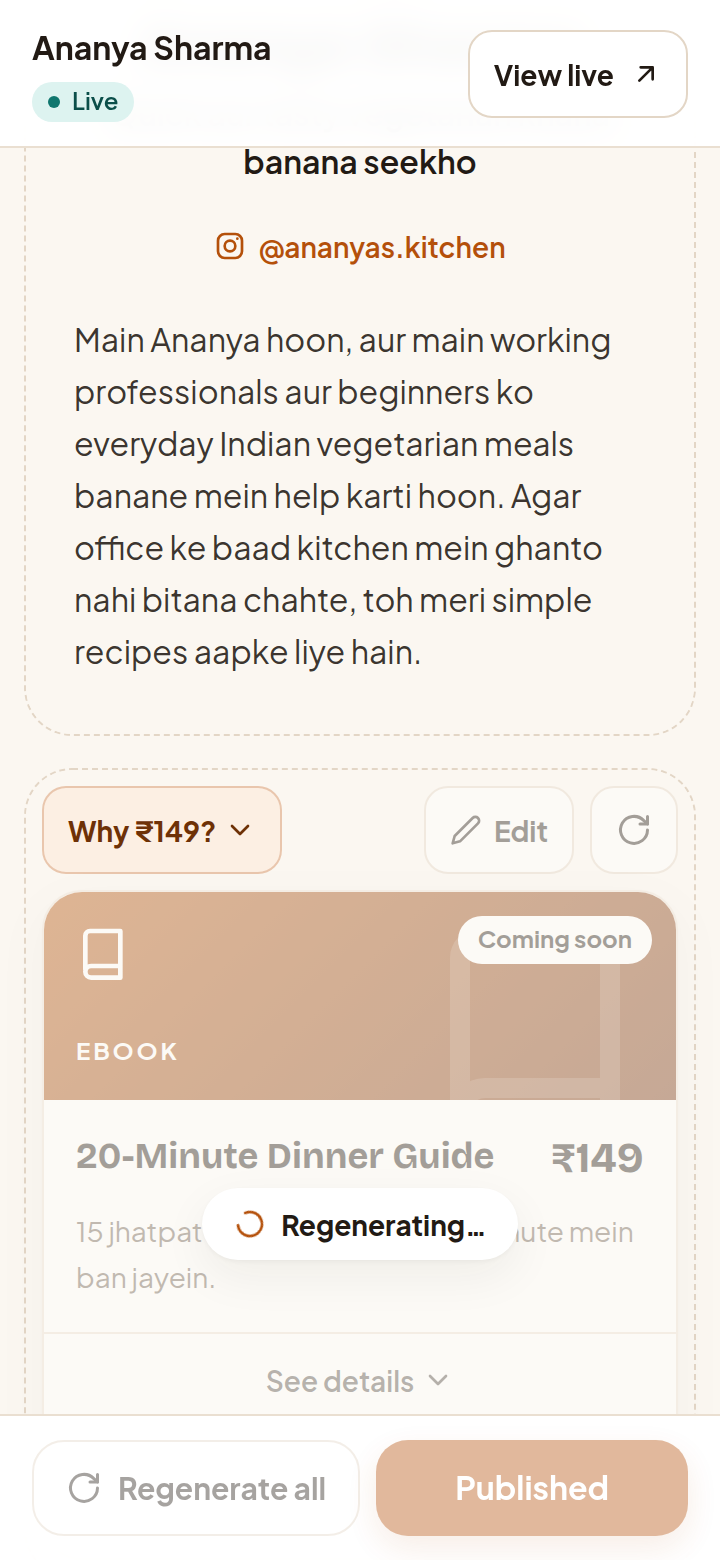 Ananya Sharma
Live
View live
banana seekho
@ananyas.kitchen
Main Ananya hoon, aur main working
professionals aur beginners ko
everyday Indian vegetarian meals
banane mein help karti hoon. Agar
office ke baad kitchen mein ghanto
nahi bitana chahte, toh meri simple
recipes aapke liye hain.
Why ₹149?
Edit
Coming soon
EBOOK
20-Minute Dinner Guide
₹149
15 jhatpat
mein
Regenerating...
ban jayein.
See details
Regenerate all
Published